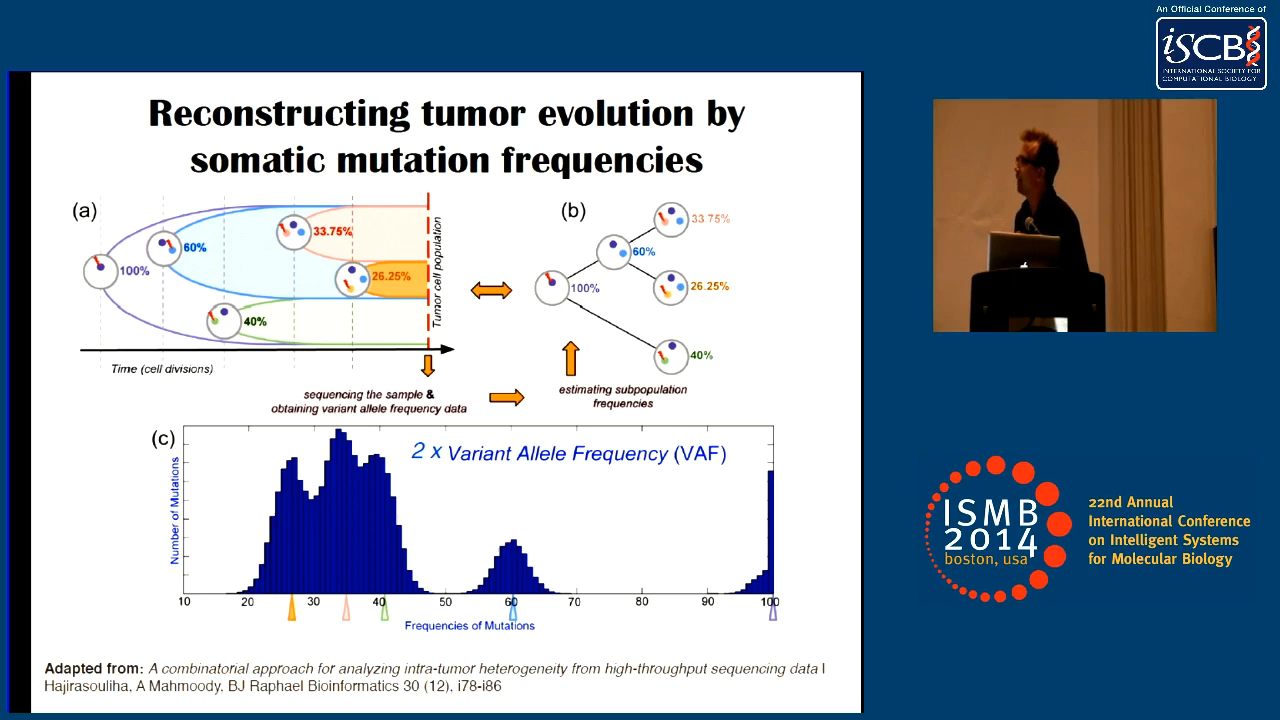 An Official Conference of
iSCB
INTERNATIONAL SOCIETY FOR
COMPUTATIONAL BIOLOGY
Reconstructing tumor evolution by
somatic mutation frequencies
(a)
100%
60%
33.75%
26.25%
40%
Tumor cell population
Time (cell divisions)
(b)
33.75%
60%
100%
26.25%
40%
sequencing the sample &
obtaining variant allele frequency data
estimating subpopulation
frequencies
(c)
2 x Variant Allele Frequency (VAF)
Number of Mutations
10 20 30 40 50 60 70 80 90 100
Frequencies of Mutations
Adapted from: A combinatorial approach for analyzing intra-tumor heterogeneity from high-throughput sequencing data I
Hajirasouliha, A Mahmoody, BJ Raphael Bioinformatics 30 (12), i78-i86
ISMB
2014
boston, usa
22nd Annual
International Conference
on Intelligent Systems
for Molecular Biology